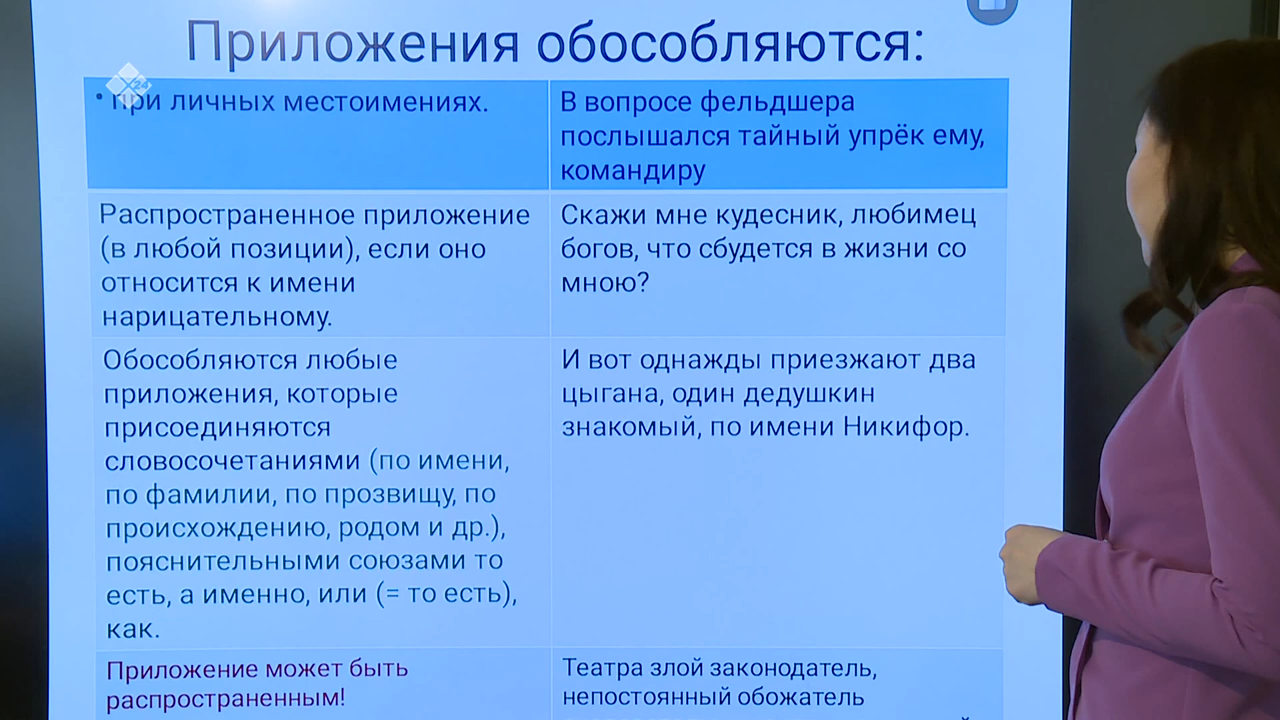 Приложения обособляются:
• При личных местоимениях.
В вопросе фельдшера
послышался тайный упрёк ему,
командиру
Распространенное приложение
(в любой позиции), если оно
относится к имени
нарицательному.
Скажи мне кудесник, любимец
богов, что сбудется в жизни со
мною?
Обособляются любые
приложения, которые
присоединяются
словосочетаниями (по имени,
по фамилии, по прозвищу, по
происхождению, родом и др.),
пояснительными союзами то
есть, а именно, или (= то есть),
как.
И вот однажды приезжают два
цыгана, один дедушкин
знакомый, по имени Никифор.
Приложение может быть
распространенным!
Театра злой законодатель,
непостоянный обожатель